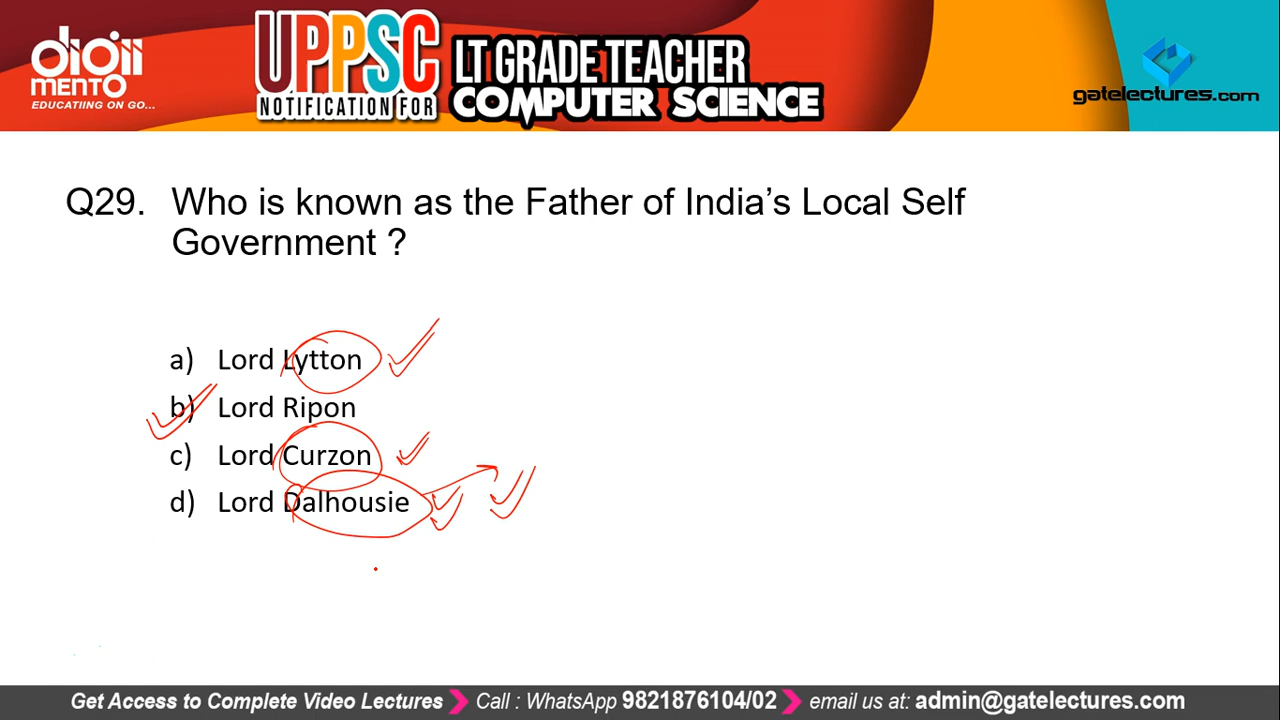 digii
MENTO
EDUCATIING ON GO...
UPPSC
NOTIFICATION FOR
LT GRADE TEACHER
COMPUTER SCIENCE
gatelectures.com
Q29. Who is known as the Father of India’s Local Self
Government ?
a) Lord Lytton
b) Lord Ripon
c) Lord Curzon
d) Lord Dalhousie
Get Access to Complete Video Lectures Call : WhatsApp 9821876104/02 email us at: admin@gatelectures.com